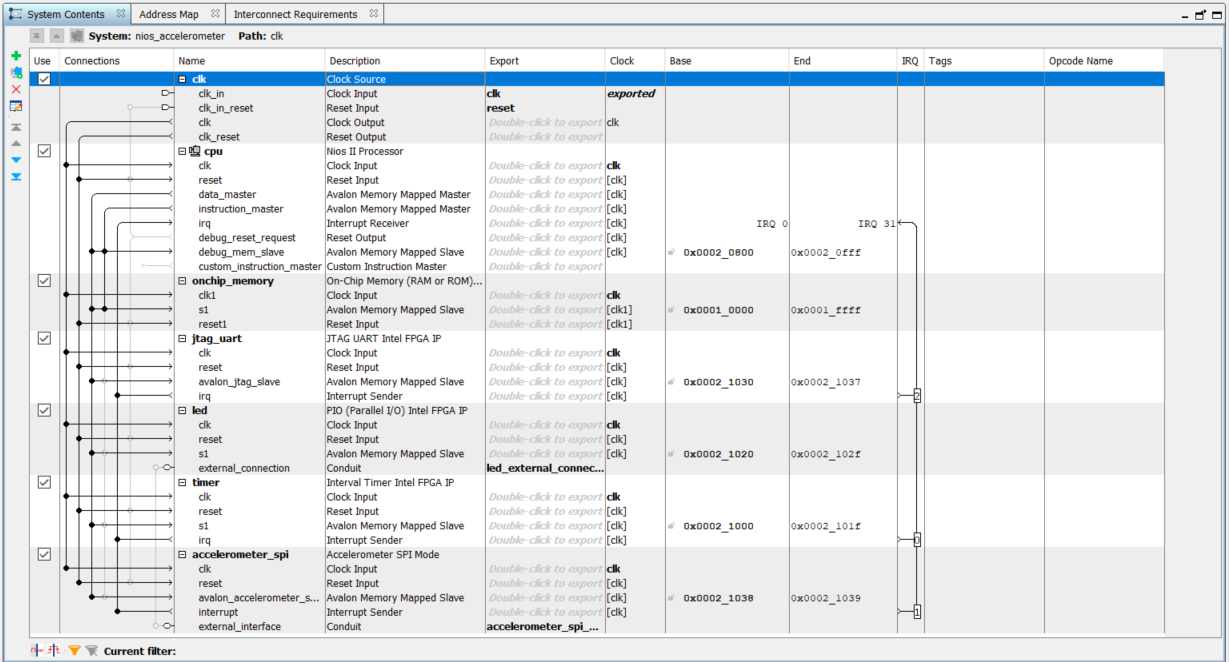 System Contents Address Map Interconnect Requirements
System: nios_accelerometer Path: clk
Use Connections Name Description Export Clock Base End IRQ Tags Opcode Name
clk Clock Source
clk_in Clock Input clk exported
clk_in_reset Reset Input reset
clk Clock Output Double-click to export clk
clk_reset Reset Output Double-click to export
cpu Nios II Processor
clk Clock Input Double-click to export clk
reset Reset Input Double-click to export [clk]
data_master Avalon Memory Mapped Master Double-click to export [clk]
instruction_master Avalon Memory Mapped Master Double-click to export [clk]
irq Interrupt Receiver Double-click to export [clk] IRQ 0 IRQ 31
debug_reset_request Reset Output Double-click to export [clk]
debug_mem_slave Avalon Memory Mapped Slave Double-click to export [clk] 0x0002_0800 0x0002_0fff
custom_instruction_master Custom Instruction Master Double-click to export
onchip_memory On-Chip Memory (RAM or ROM)...
clk1 Clock Input Double-click to export clk
s1 Avalon Memory Mapped Slave Double-click to export [clk1] 0x0001_0000 0x0001_ffff
reset1 Reset Input Double-click to export [clk1]
jtag_uart JTAG UART Intel FPGA IP
clk Clock Input Double-click to export clk
reset Reset Input Double-click to export [clk]
avalon_jtag_slave Avalon Memory Mapped Slave Double-click to export [clk] 0x0002_1030 0x0002_1037
irq Interrupt Sender Double-click to export [clk] 2
led PIO (Parallel I/O) Intel FPGA IP
clk Clock Input Double-click to export clk
reset Reset Input Double-click to export [clk]
s1 Avalon Memory Mapped Slave Double-click to export [clk] 0x0002_1020 0x0002_102f
external_connection Conduit led_external_connec...
timer Interval Timer Intel FPGA IP
clk Clock Input Double-click to export clk
reset Reset Input Double-click to export [clk]
s1 Avalon Memory Mapped Slave Double-click to export [clk] 0x0002_1000 0x0002_101f
irq Interrupt Sender Double-click to export [clk] 0
accelerometer_spi Accelerometer SPI Mode
clk Clock Input Double-click to export clk
reset Reset Input Double-click to export [clk]
avalon_accelerometer_s... Avalon Memory Mapped Slave Double-click to export [clk] 0x0002_1038 0x0002_1039
interrupt Interrupt Sender Double-click to export [clk] 1
external_interface Conduit accelerometer_spi_...
Current filter: